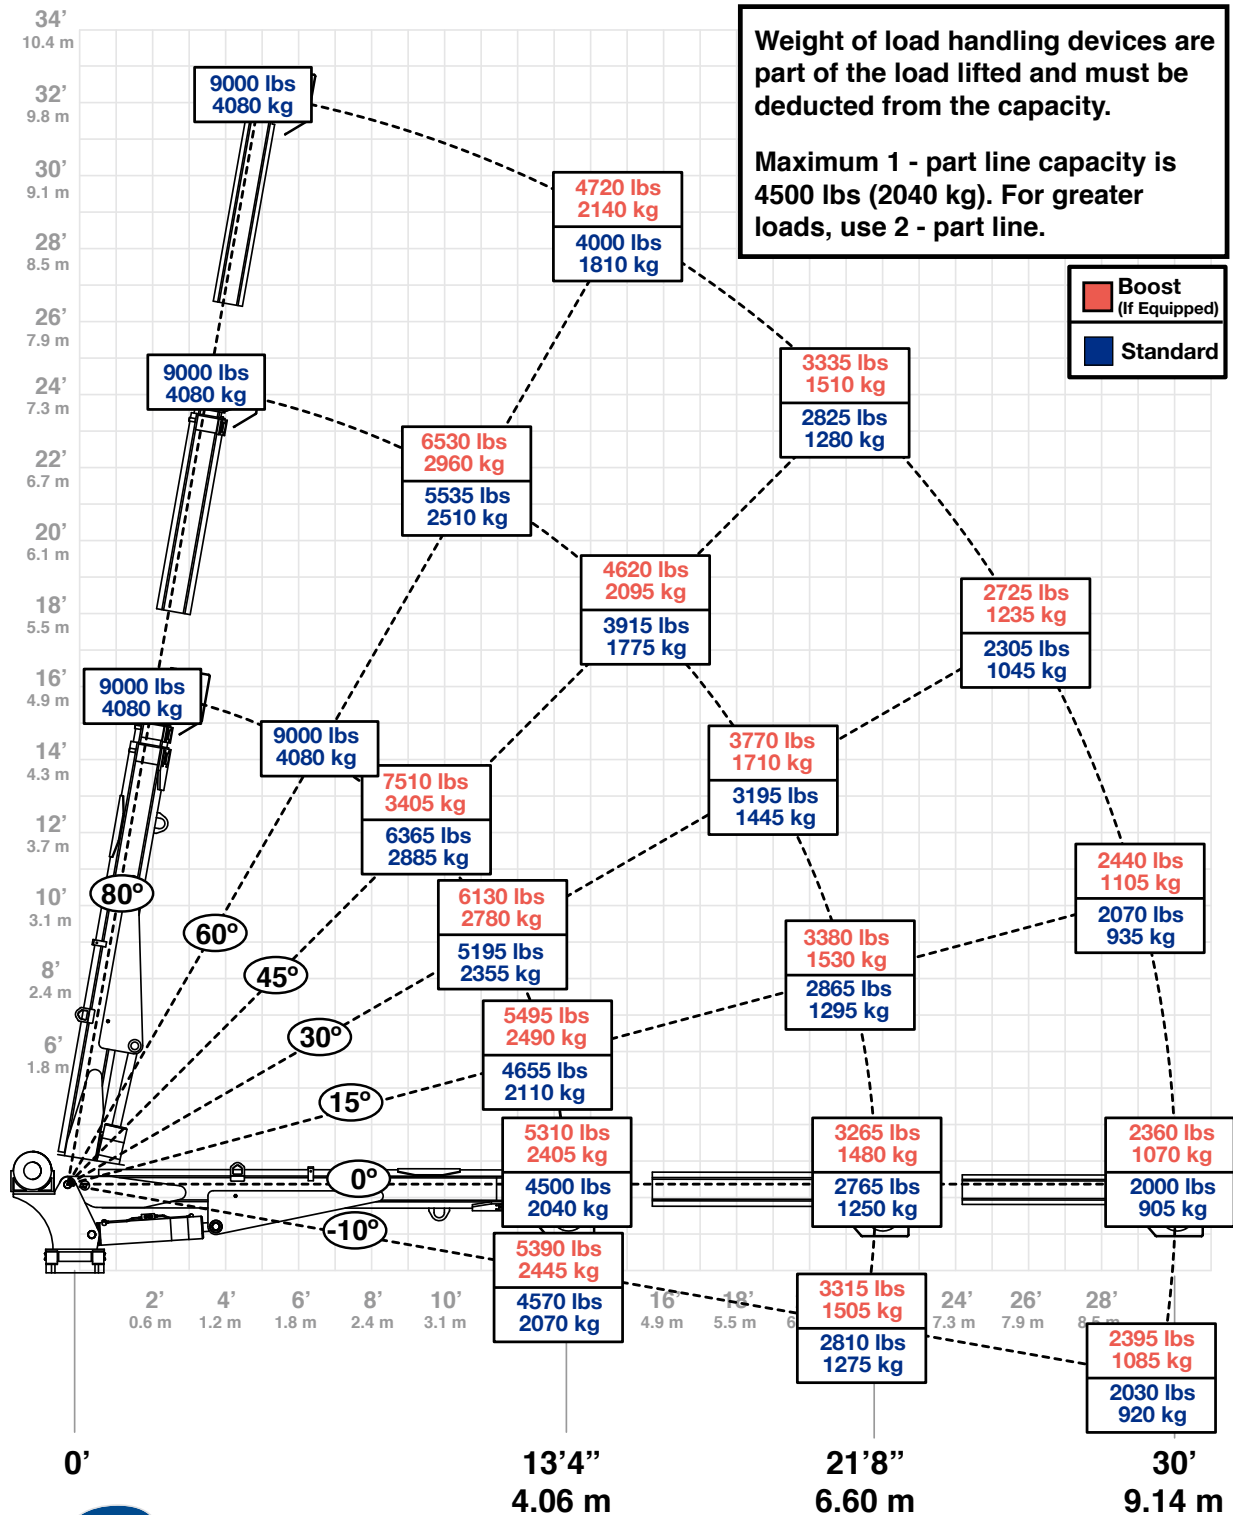 34’
10.4 m
32’
9.8 m
30’
9.1 m
28’
8.5 m
26’
7.9 m
24’
7.3 m
22’
6.7 m
20’
6.1 m
18’
5.5 m
16’
4.9 m
14’
4.3 m
12’
3.7 m
10’
3.1 m
8’
2.4 m
6’
1.8 m
Weight of load handling devices are
part of the load lifted and must be
deducted from the capacity.
Maximum 1 - part line capacity is
4500 lbs (2040 kg). For greater
loads, use 2 - part line.
Boost
(If Equipped)
Standard
9000 lbs
4080 kg
4720 lbs
2140 kg
4000 lbs
1810 kg
3335 lbs
1510 kg
2825 lbs
1280 kg
9000 lbs
4080 kg
6530 lbs
2960 kg
5535 lbs
2510 kg
4620 lbs
2095 kg
3915 lbs
1775 kg
2725 lbs
1235 kg
2305 lbs
1045 kg
9000 lbs
4080 kg
9000 lbs
4080 kg
7510 lbs
3405 kg
6365 lbs
2885 kg
3770 lbs
1710 kg
3195 lbs
1445 kg
6130 lbs
2780 kg
5195 lbs
2355 kg
2440 lbs
1105 kg
2070 lbs
935 kg
3380 lbs
1530 kg
2865 lbs
1295 kg
5495 lbs
2490 kg
4655 lbs
2110 kg
80º
60º
45º
30º
15º
0º
-10º
5310 lbs
2405 kg
4500 lbs
2040 kg
3265 lbs
1480 kg
2765 lbs
1250 kg
2360 lbs
1070 kg
2000 lbs
905 kg
5390 lbs
2445 kg
4570 lbs
2070 kg
3315 lbs
1505 kg
2810 lbs
1275 kg
2395 lbs
1085 kg
2030 lbs
920 kg
2’ 4’ 6’ 8’ 10’ 16’ 18’ 24’ 26’ 28’
0.6 m 1.2 m 1.8 m 2.4 m 3.1 m 4.9 m 5.5 m 6 7.3 m 7.9 m 8.5 m
0’ 13’4” 21’8” 30’
4.06 m 6.60 m 9.14 m